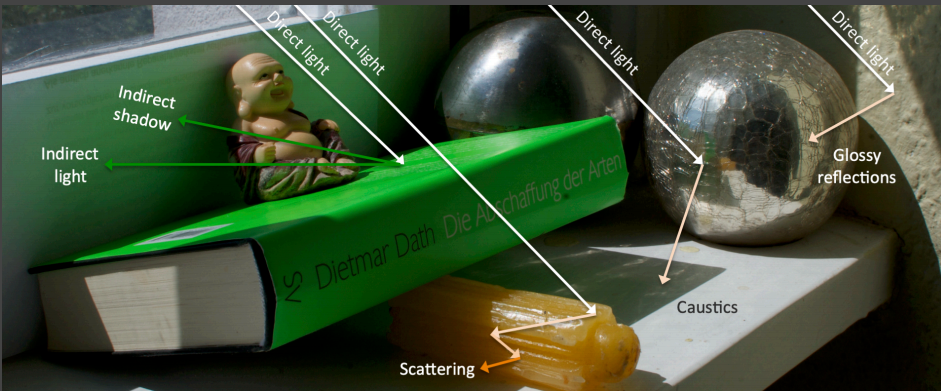 Direct light
Direct light
Direct light
Direct light
Indirect
shadow
Indirect
light
Glossy
reflections
Dietmar Dath Die Abschaffung der Arten
Caustics
Scattering